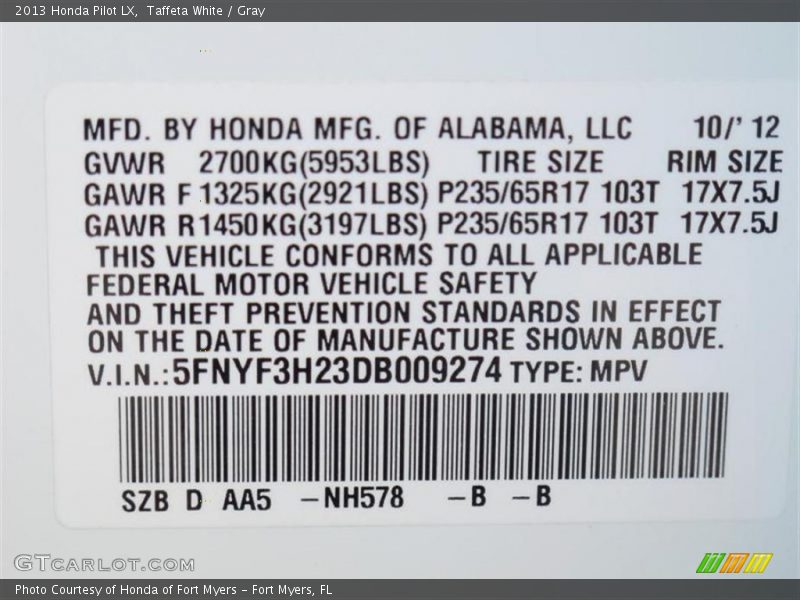 2013 Honda Pilot LX,  Taffeta White / Gray
MFD. BY HONDA MFG. OF ALABAMA, LLC 10/' 12
GVWR 2700KG(5953LBS) TIRE SIZE RIM SIZE
GAWR F 1325KG(2921LBS) P235/65R17 103T 17X7.5J
GAWR R1450KG(3197LBS) P235/65R17 103T 17X7.5J
THIS VEHICLE CONFORMS TO ALL APPLICABLE
FEDERAL MOTOR VEHICLE SAFETY
AND THEFT PREVENTION STANDARDS IN EFFECT
ON THE DATE OF MANUFACTURE SHOWN ABOVE.
V.I.N.:5FNYF3H23DB009274 TYPE: MPV
SZB D AA5 –NH578 –B –B
GTCARLOT.COM
Photo Courtesy of Honda of Fort Myers – Fort Myers, FL